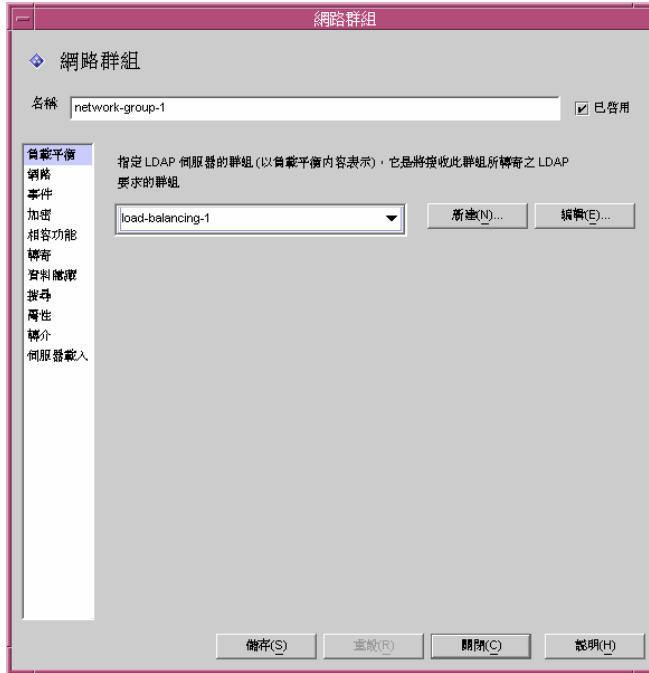 網路群組
網路群組
名稱 network-group-1 已啓用
負載平衡
網路
事件
加密
相容功能
轉寄
資料隱藏
搜尋
屬性
轉介
伺服器載入
指定 LDAP 伺服器的群組 (以負載平衡內容表示)，它是將接收此群組所轉寄之 LDAP
要求的群組
load-balancing-1 新建(N)... 編輯(E)...
儲存(S) 重設(R) 關閉(C) 說明(H)